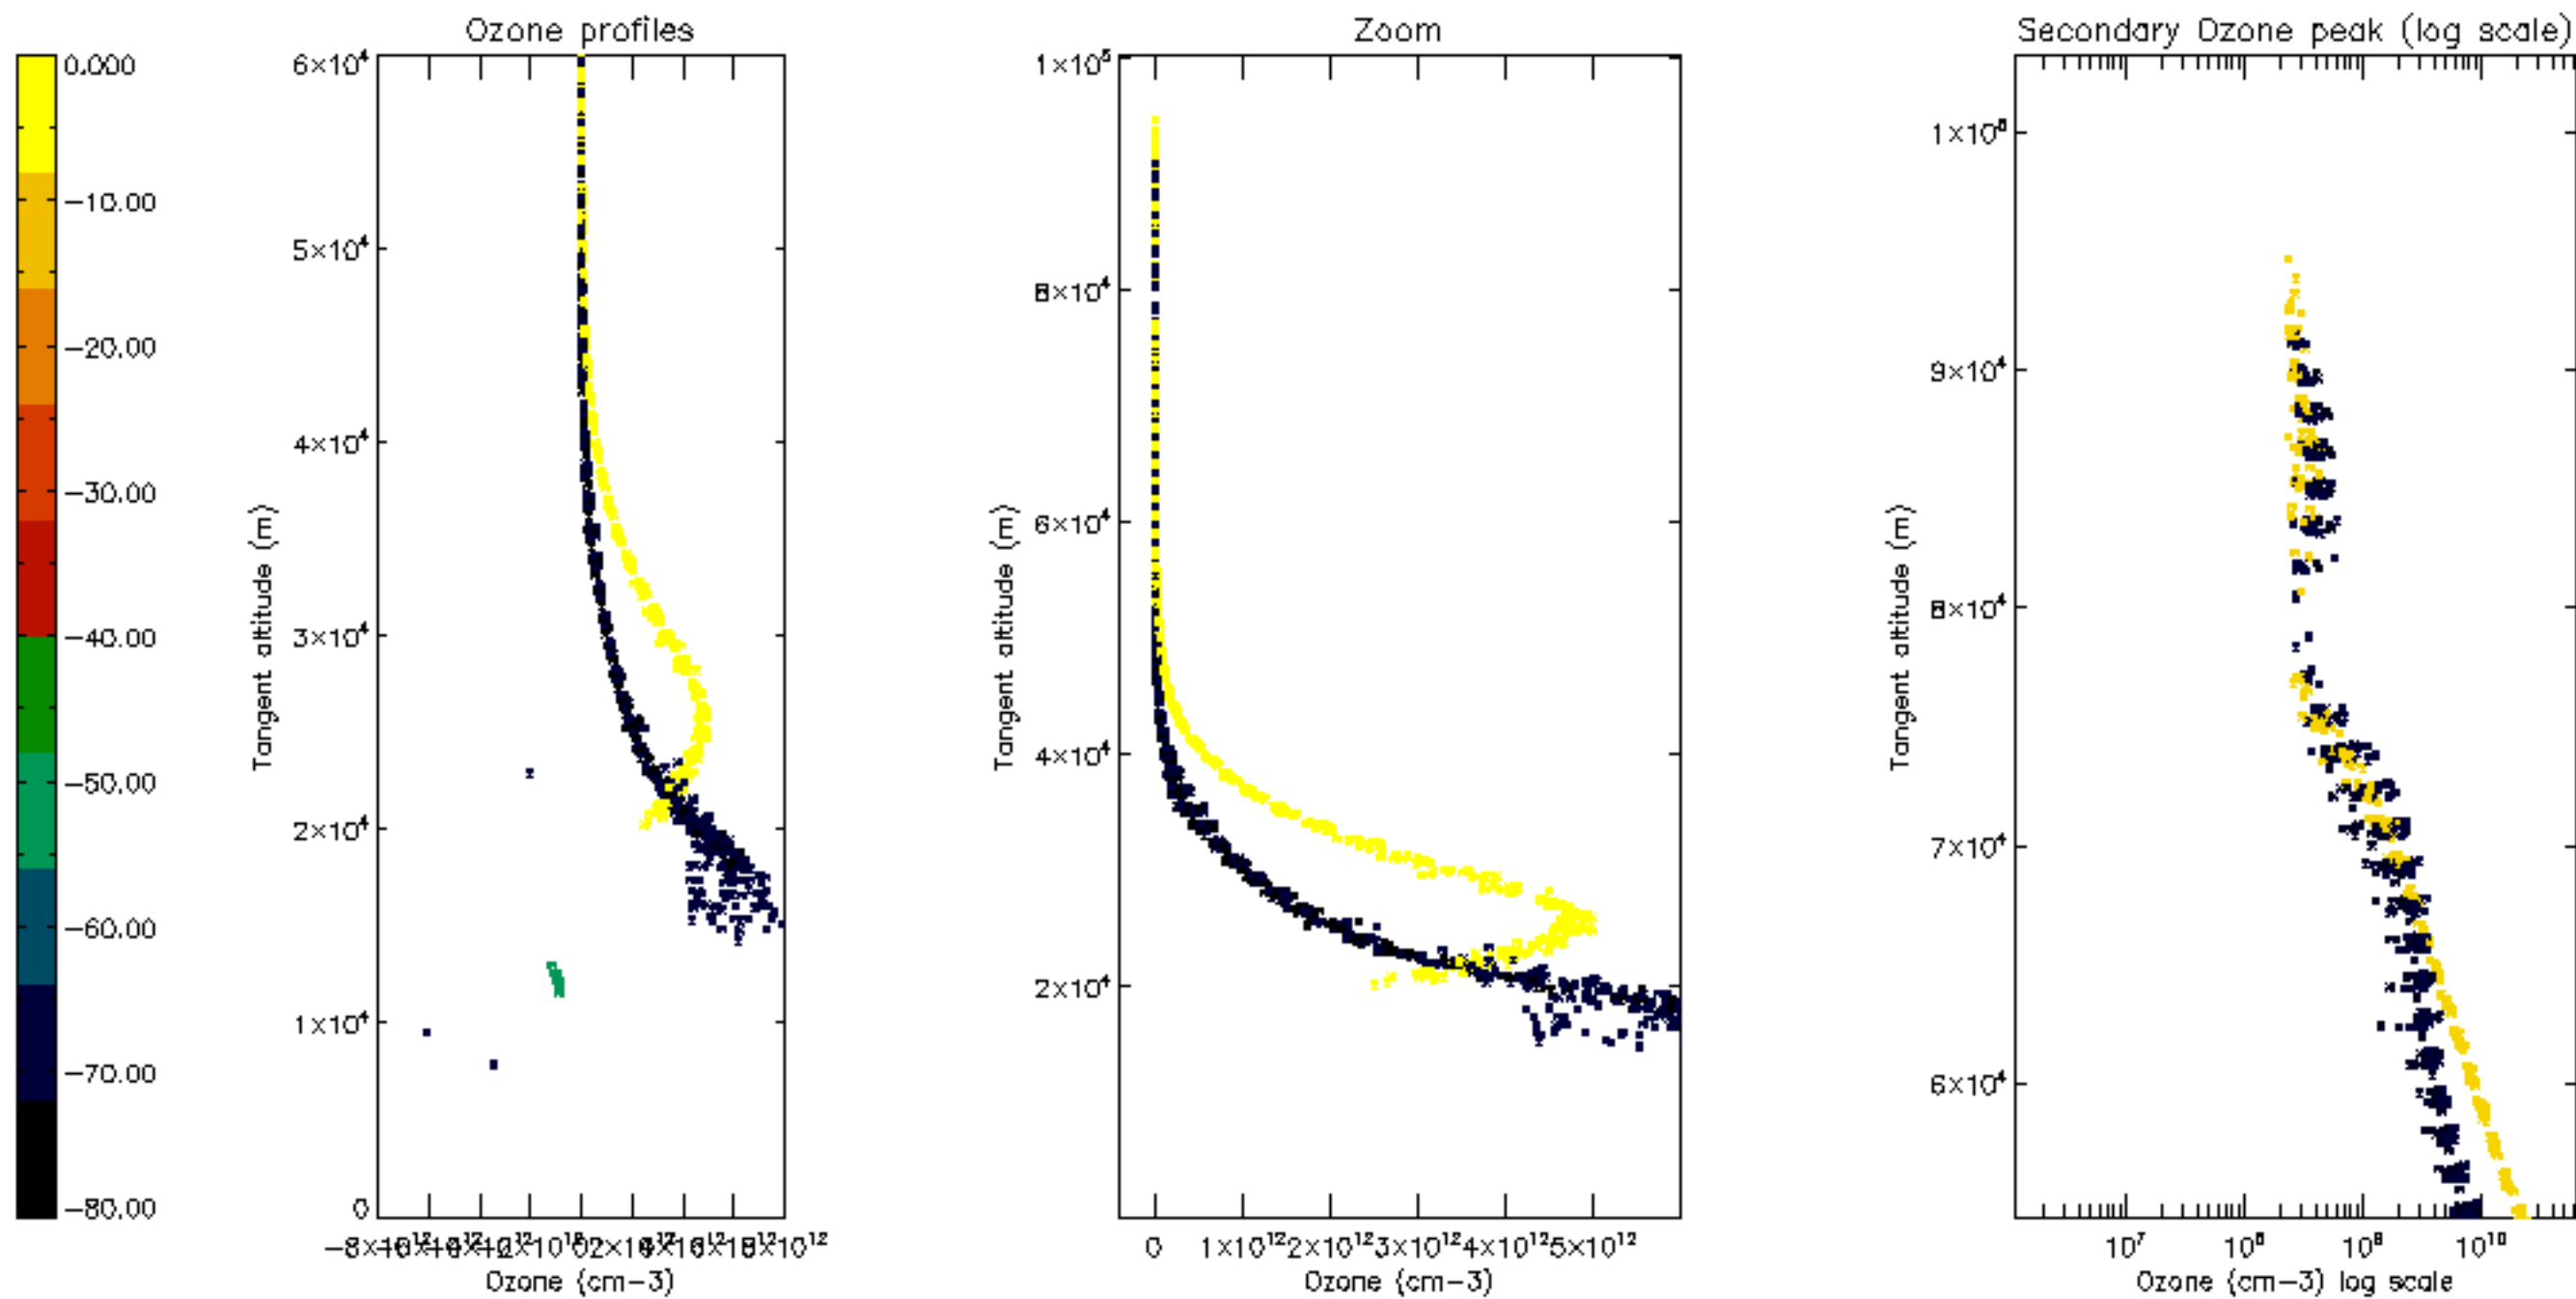 Ozone profiles
Zoom
Secondary Ozone peak (log scale)
0.000
−10.00
−20.00
−30.00
−40.00
−50.00
−60.00
−70.00
−80.00
6×10⁴
5×10⁴
4×10⁴
3×10⁴
2×10⁴
1×10⁴
0
Tangent altitude (m)
Ozone (cm−3)
1×10⁵
8×10⁴
6×10⁴
4×10⁴
2×10⁴
Tangent altitude (m)
0 1×10¹² 2×10¹² 3×10¹² 4×10¹² 5×10¹²
Ozone (cm−3)
9×10⁴
8×10⁴
7×10⁴
6×10⁴
Tangent altitude (m)
10⁷ 10⁸ 10⁹ 10¹⁰
Ozone (cm−3) log scale